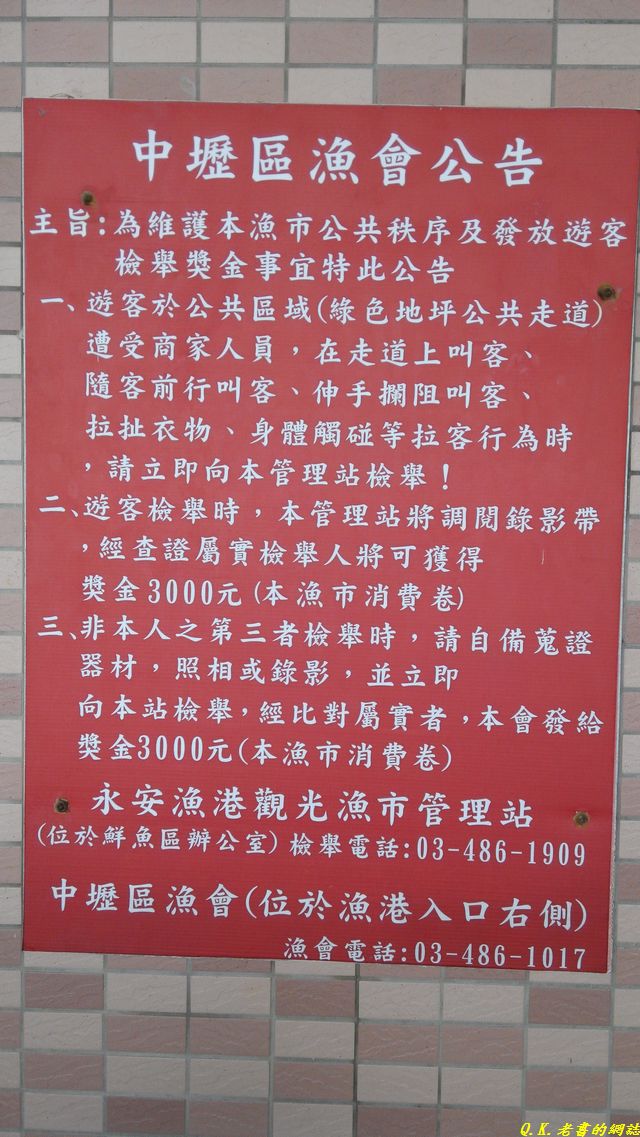 中壢區漁會公告
主旨:為維護本漁市公共秩序及發放遊客
檢舉獎金事宜特此公告
一、遊客於公共區域(綠色地坪公共走道)
遭受商家人員，在走道上叫客、
隨客前行叫客、伸手攔阻叫客、
拉扯衣物、身體觸碰等拉客行為時
，請立即向本管理站檢舉！
二、遊客檢舉時，本管理站將調閱錄影帶
，經查證屬實檢舉人將可獲得
獎金3000元(本漁市消費卷)
三、非本人之第三者檢舉時，請自備蒐證
器材，照相或錄影，並立即
向本站檢舉，經比對屬實者，本會發給
獎金3000元(本漁市消費卷)
永安漁港觀光漁市管理站
(位於鮮魚區辦公室)檢舉電話:03-486-1909
中壢區漁會(位於漁港入口右側)
漁會電話:03-486-1017
Q.K.老書的網誌